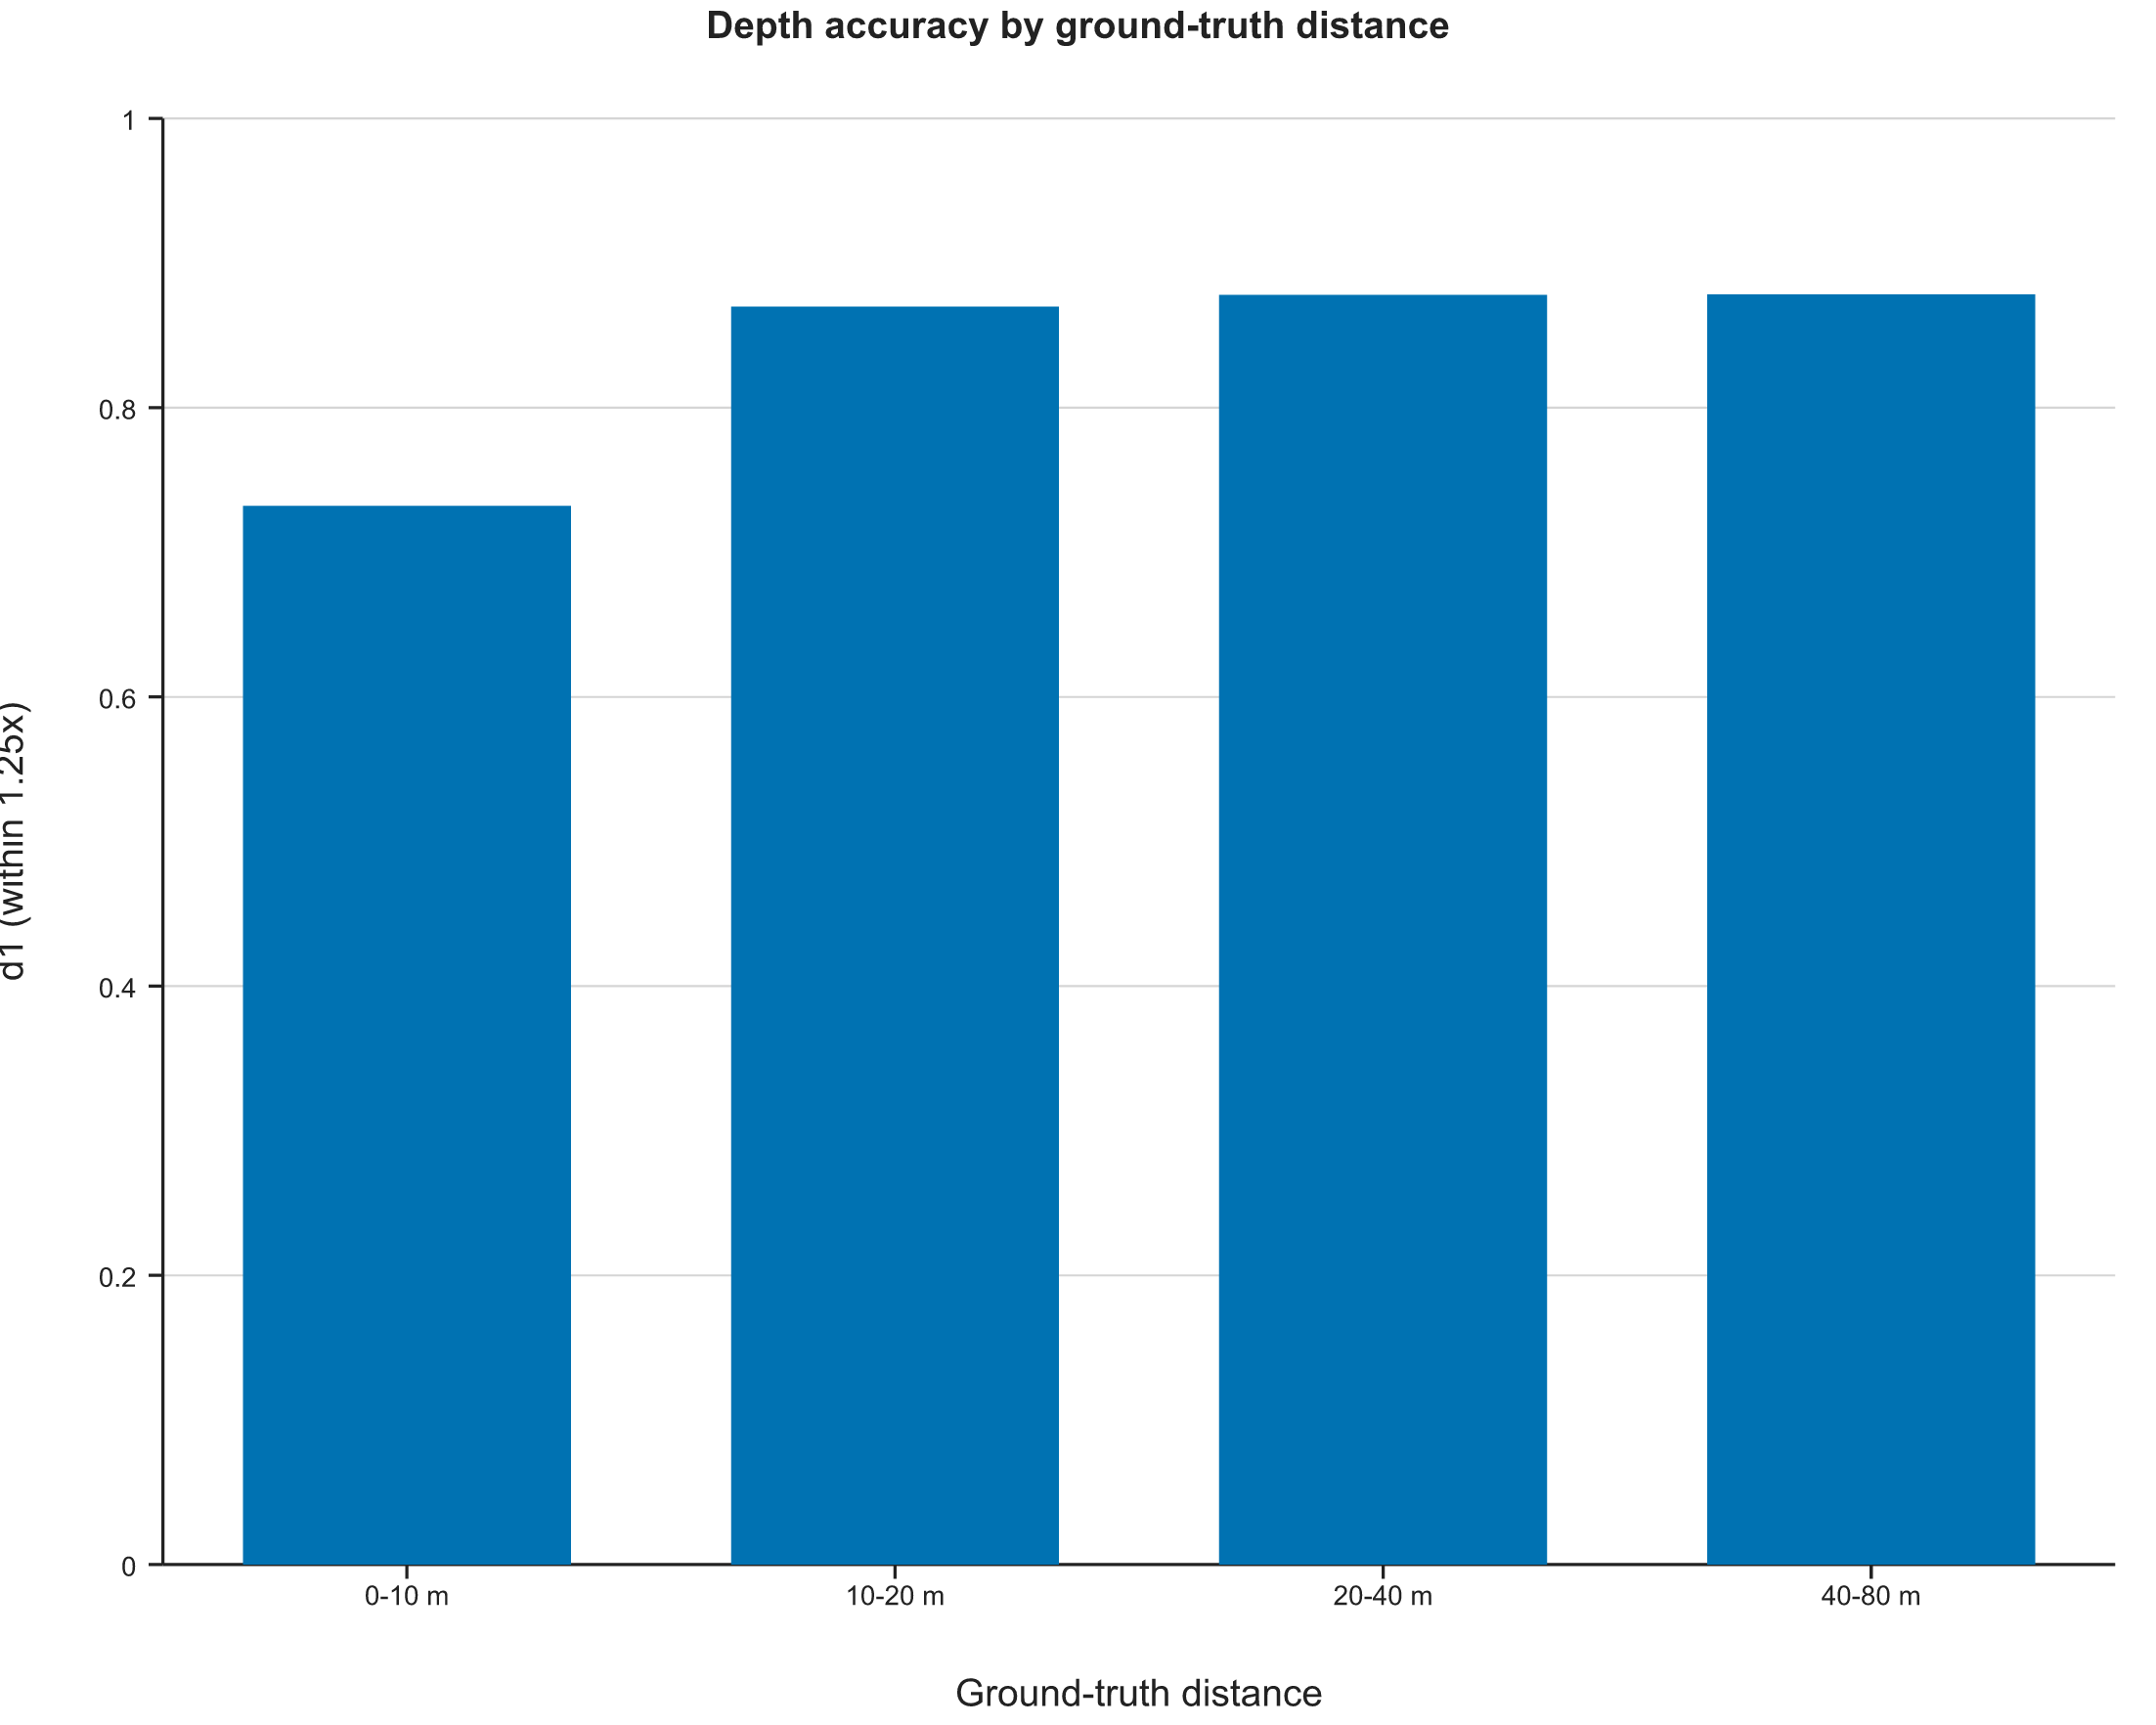 Depth accuracy by ground-truth distance
d1 (within 1.25x)
1
0.8
0.6
0.4
0.2
0
0-10 m
10-20 m
20-40 m
40-80 m
Ground-truth distance